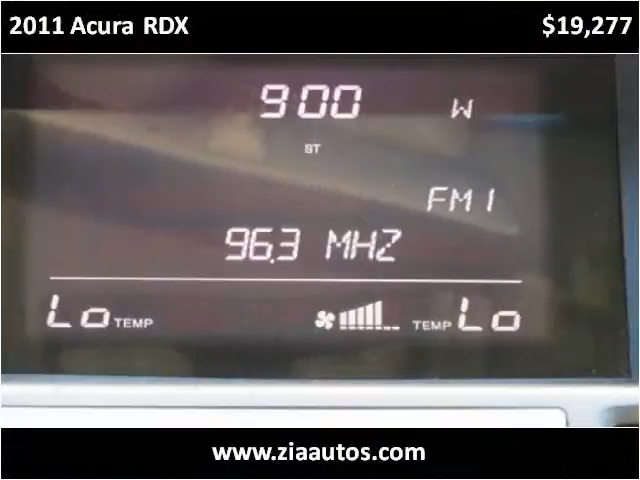 2011 Acura RDX $19,277
900 W
ST
FM1
96.3 MHZ
Lo TEMP TEMP Lo
www.ziaautos.com